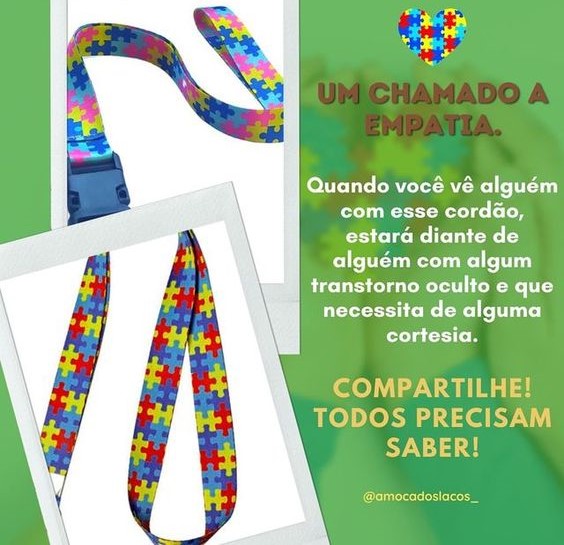 UM CHAMADO A
EMPATIA.
Quando você vê alguém
com esse cordão,
estará diante de
alguém com algum
transtorno oculto e que
necessita de alguma
cortesia.
COMPARTILHE!
TODOS PRECISAM
SABER!
@amocadoslacos_